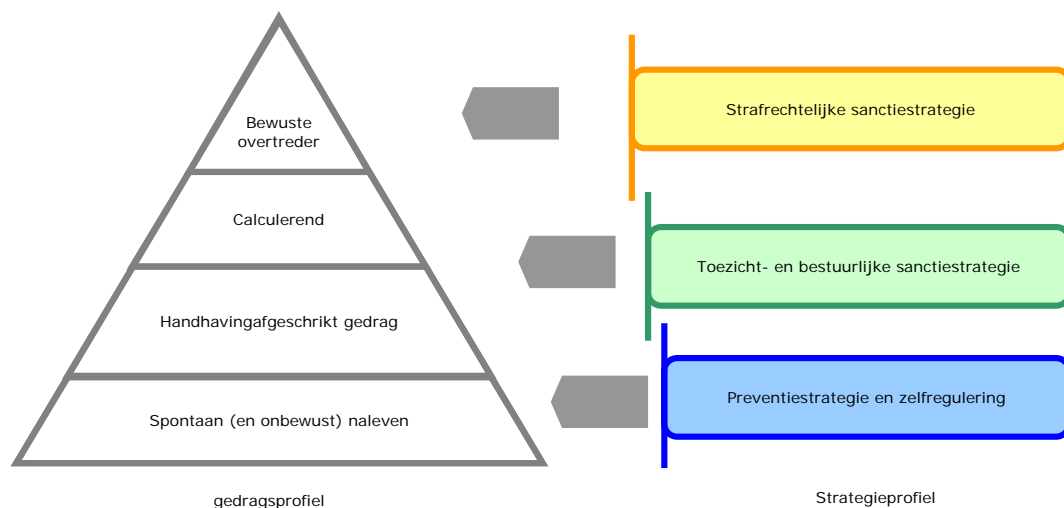 Bewuste
overtreder
Calculerend
Handhavingafgeschrikt gedrag
Spontaan (en onbewust) naleven
gedragsprofiel
Strafrechtelijke sanctiestrategie
Toezicht- en bestuurlijke sanctiestrategie
Preventiestrategie en zelfregulering
Strategieprofiel